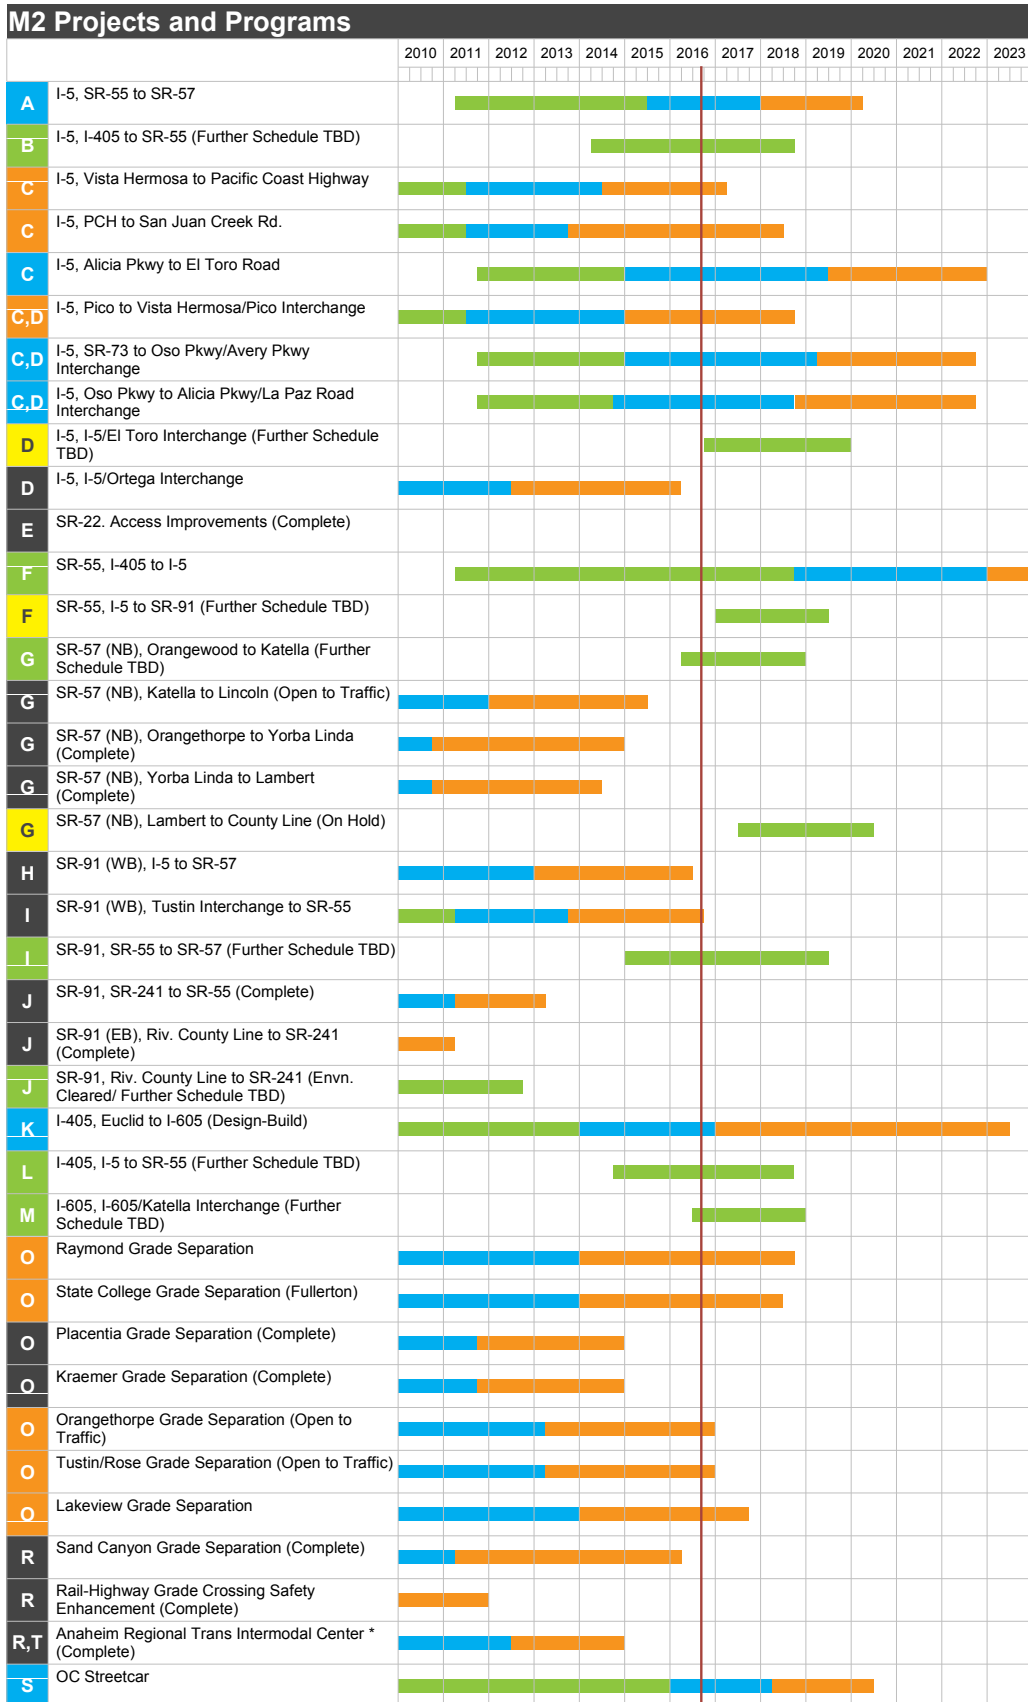 M2 Projects and Programs
2010 2011 2012 2013 2014 2015 2016 2017 2018 2019 2020 2021 2022 2023
A I-5, SR-55 to SR-57
B I-5, I-405 to SR-55 (Further Schedule TBD)
C I-5, Vista Hermosa to Pacific Coast Highway
C I-5, PCH to San Juan Creek Rd.
C I-5, Alicia Pkwy to El Toro Road
C,D I-5, Pico to Vista Hermosa/Pico Interchange
C,D I-5, SR-73 to Oso Pkwy/Avery Pkwy
Interchange
C,D I-5, Oso Pkwy to Alicia Pkwy/La Paz Road
Interchange
D I-5, I-5/El Toro Interchange (Further Schedule
TBD)
D I-5, I-5/Ortega Interchange
E SR-22. Access Improvements (Complete)
F SR-55, I-405 to I-5
F SR-55, I-5 to SR-91 (Further Schedule TBD)
G SR-57 (NB), Orangewood to Katella (Further
Schedule TBD)
G SR-57 (NB), Katella to Lincoln (Open to Traffic)
G SR-57 (NB), Orangethorpe to Yorba Linda
(Complete)
G SR-57 (NB), Yorba Linda to Lambert
(Complete)
G SR-57 (NB), Lambert to County Line (On Hold)
H SR-91 (WB), I-5 to SR-57
I SR-91 (WB), Tustin Interchange to SR-55
I SR-91, SR-55 to SR-57 (Further Schedule TBD)
J SR-91, SR-241 to SR-55 (Complete)
J SR-91 (EB), Riv. County Line to SR-241
(Complete)
J SR-91, Riv. County Line to SR-241 (Envn.
Cleared/ Further Schedule TBD)
K I-405, Euclid to I-605 (Design-Build)
L I-405, I-5 to SR-55 (Further Schedule TBD)
M I-605, I-605/Katella Interchange (Further
Schedule TBD)
O Raymond Grade Separation
O State College Grade Separation (Fullerton)
O Placentia Grade Separation (Complete)
O Kraemer Grade Separation (Complete)
O Orangethorpe Grade Separation (Open to
Traffic)
O Tustin/Rose Grade Separation (Open to Traffic)
O Lakeview Grade Separation
R Sand Canyon Grade Separation (Complete)
R Rail-Highway Grade Crossing Safety
Enhancement (Complete)
R,T Anaheim Regional Trans Intermodal Center *
(Complete)
S OC Streetcar